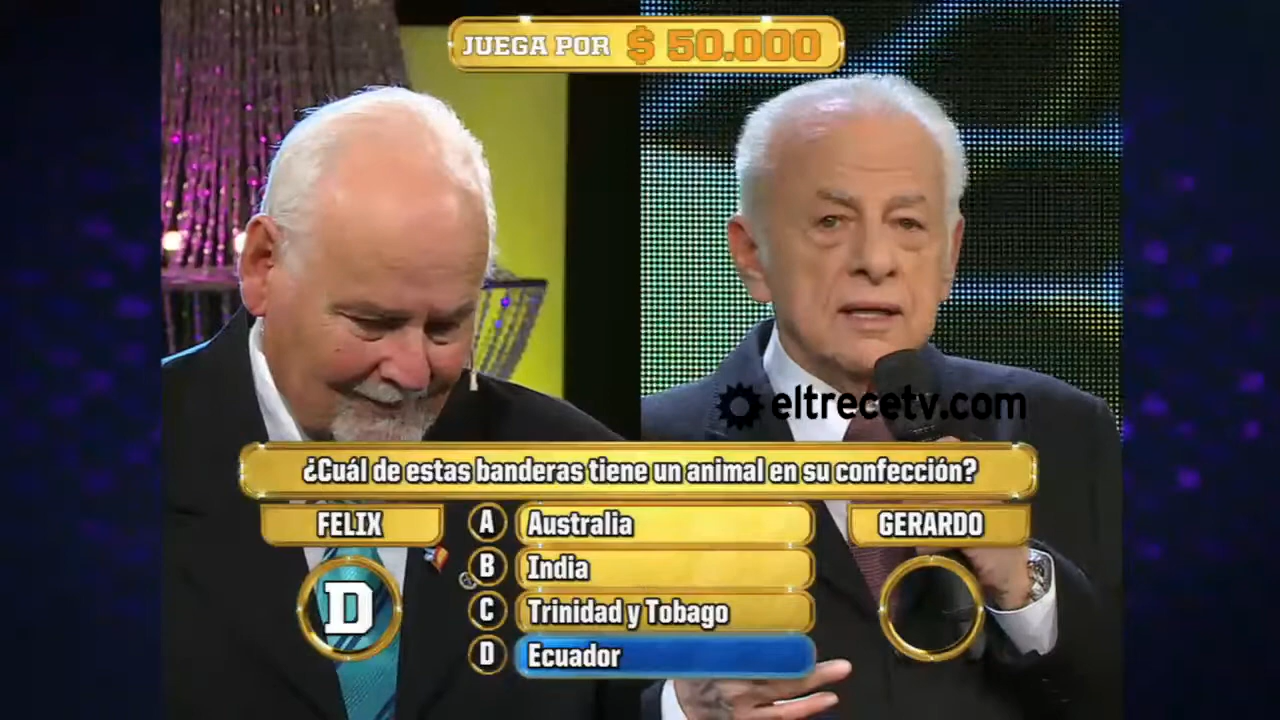 JUEGA POR $ 50.000
eltrecetv.com
¿Cuál de estas banderas tiene un animal en su confección?
FELIX
GERARDO
A Australia
B India
C Trinidad y Tobago
D Ecuador
D